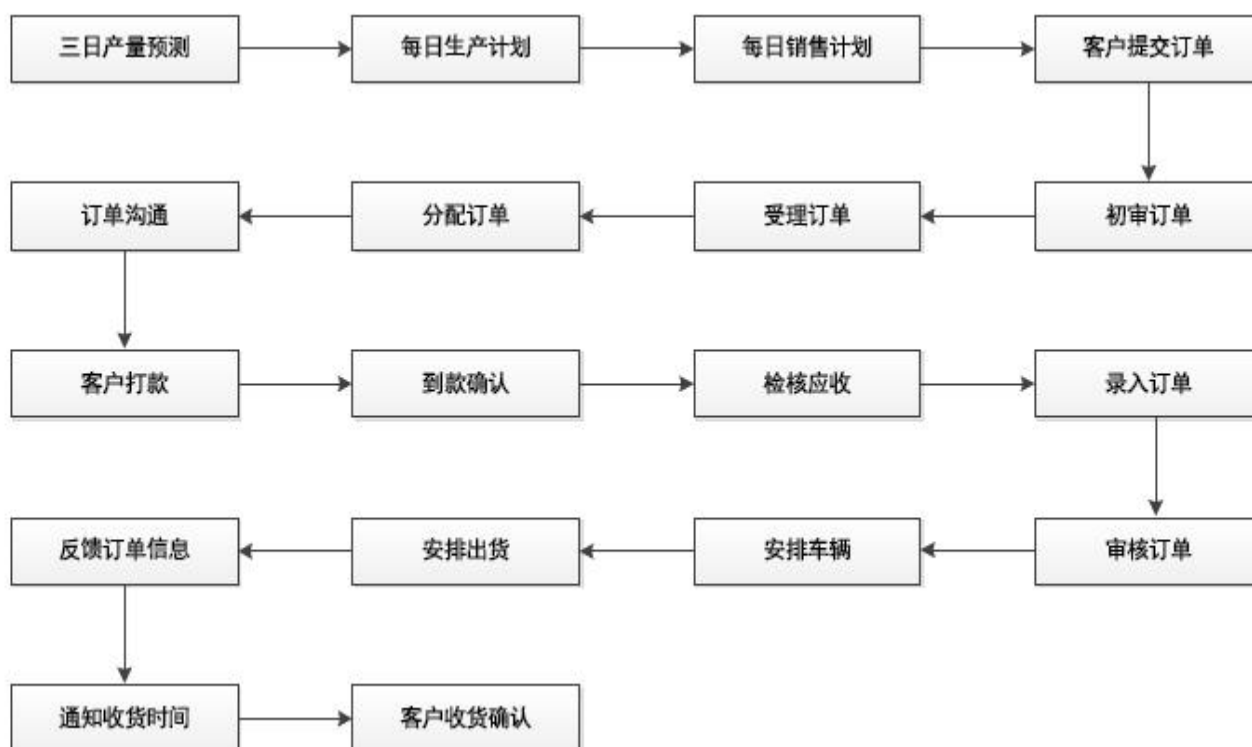 三日产量预测
每日生产计划
每日销售计划
客户提交订单
初审订单
受理订单
分配订单
订单沟通
客户打款
到款确认
检核应收
录入订单
审核订单
安排车辆
安排出货
反馈订单信息
通知收货时间
客户收货确认